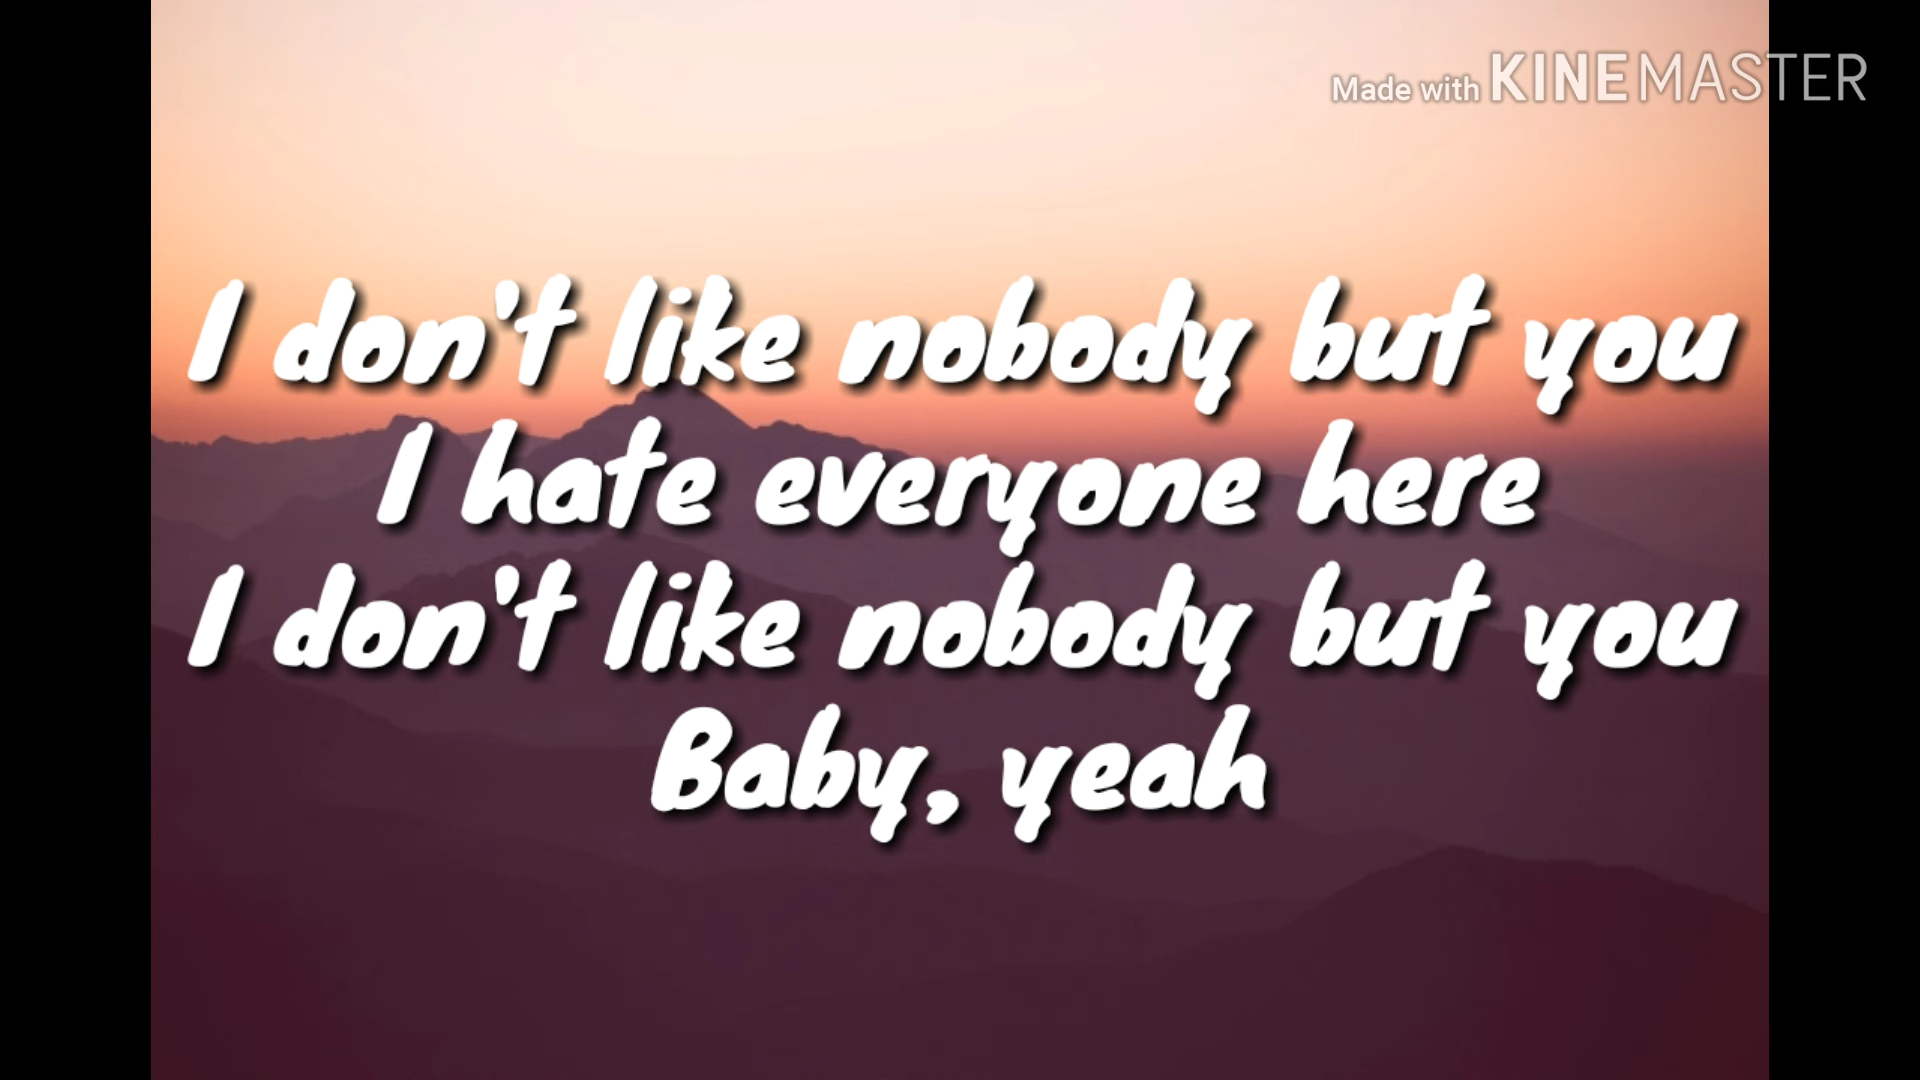 Made with KINEMASTER
I don't like nobody but you
I hate everyone here
I don't like nobody but you
Baby, yeah